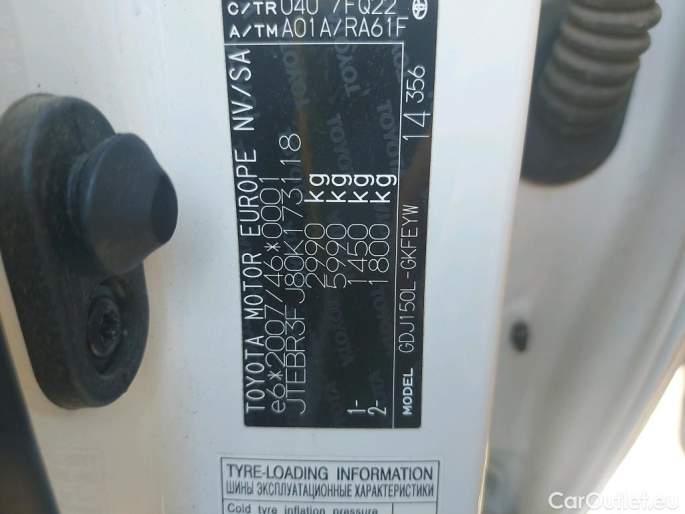 C/TR 040 /FQ22
A/TM A01A/RA61F
TOYOTA MOTOR EUROPE NV/SA
e6*2007/46*0001
JTEBR3FJ80K173118
2990 kg
5990 kg
1- 1450 kg
2- 1800 kg
MODEL GDJ150L-GKFEYW
14 356
TYRE-LOADING INFORMATION
ШИНЫ ЭКСПЛУАТАЦИОННЫЕ ХАРАКТЕРИСТИКИ
Cold tyre inflation pressure
CarOutlet.eu